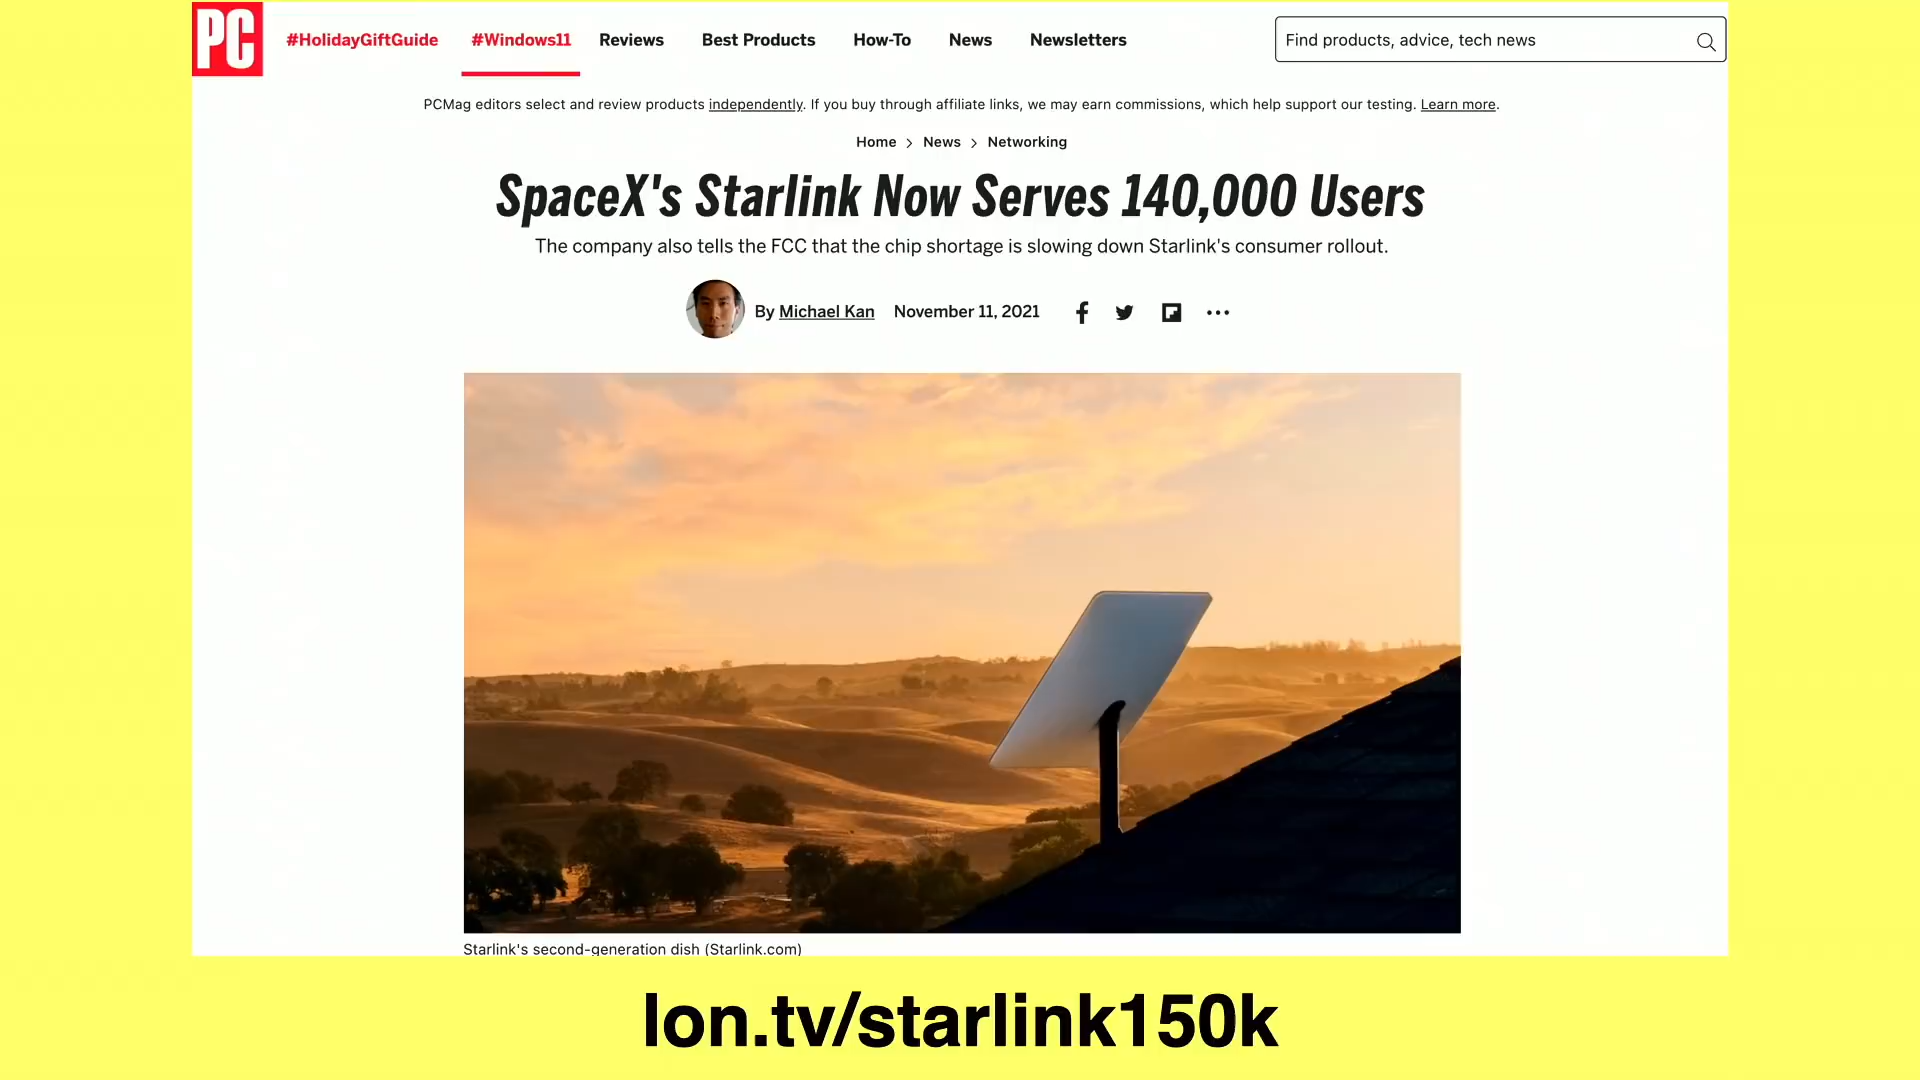 PC
#HolidayGiftGuide #Windows11 Reviews Best Products How-To News Newsletters Find products, advice, tech news
PCMag editors select and review products independently. If you buy through affiliate links, we may earn commissions, which help support our testing. Learn more.
Home > News > Networking
SpaceX's Starlink Now Serves 140,000 Users
The company also tells the FCC that the chip shortage is slowing down Starlink's consumer rollout.
By Michael Kan November 11, 2021
Starlink's second-generation dish (Starlink.com)
lon.tv/starlink150k